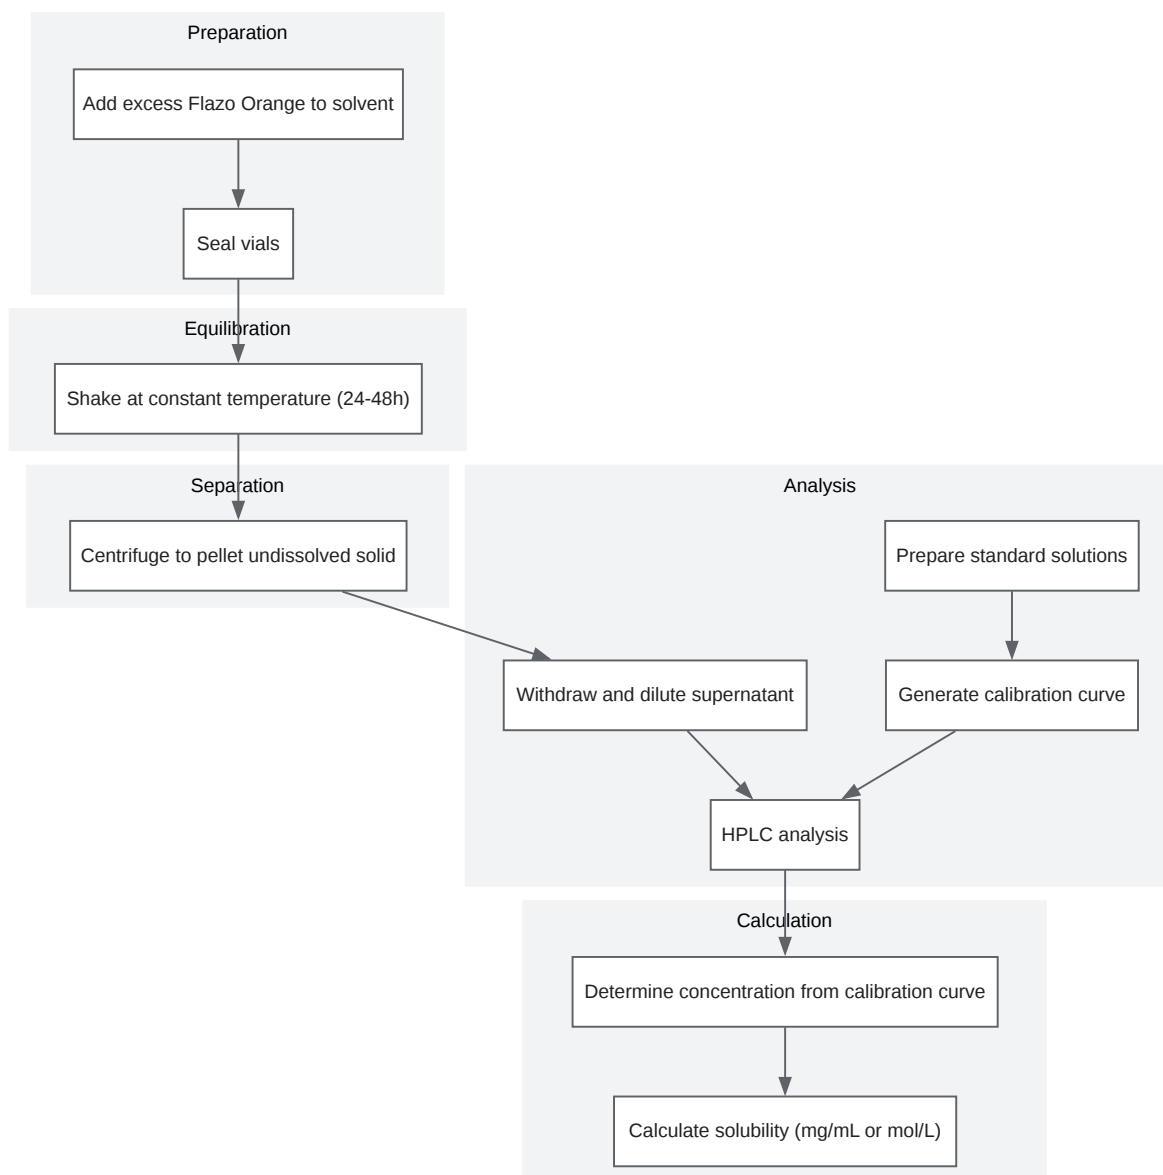 Preparation
Add excess Flazo Orange to solvent
Seal vials
Equilibration
Shake at constant temperature (24-48h)
Separation
Centrifuge to pellet undissolved solid
Analysis
Prepare standard solutions
Withdraw and dilute supernatant
Generate calibration curve
HPLC analysis
Calculation
Determine concentration from calibration curve
Calculate solubility (mg/mL or mol/L)